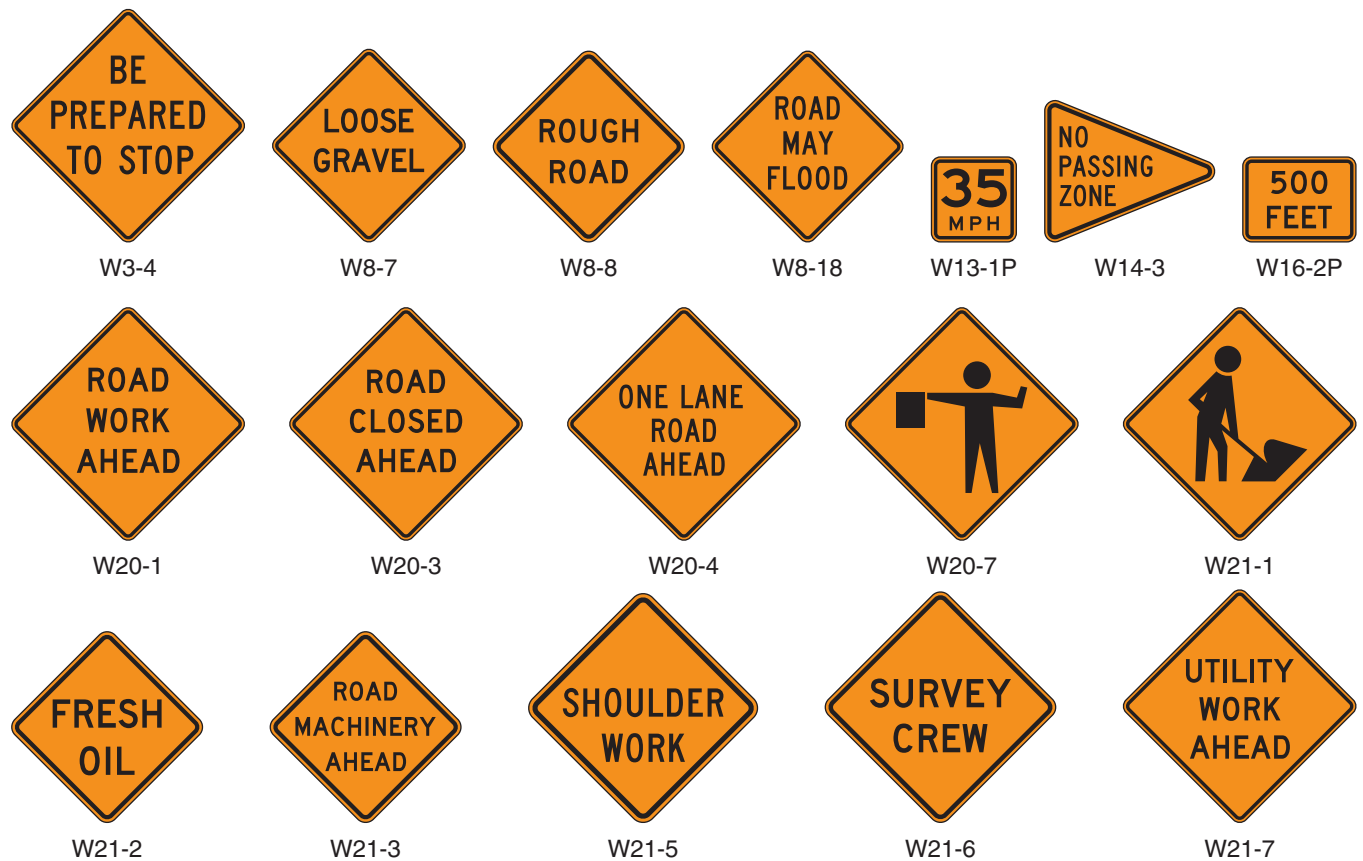 BE
PREPARED
TO STOP
W3-4
LOOSE
GRAVEL
W8-7
ROUGH
ROAD
W8-8
ROAD
MAY
FLOOD
W8-18
35
MPH
W13-1P
NO
PASSING
ZONE
W14-3
500
FEET
W16-2P
ROAD
WORK
AHEAD
W20-1
ROAD
CLOSED
AHEAD
W20-3
ONE LANE
ROAD
AHEAD
W20-4
W20-7
W21-1
FRESH
OIL
W21-2
ROAD
MACHINERY
AHEAD
W21-3
SHOULDER
WORK
W21-5
SURVEY
CREW
W21-6
UTILITY
WORK
AHEAD
W21-7